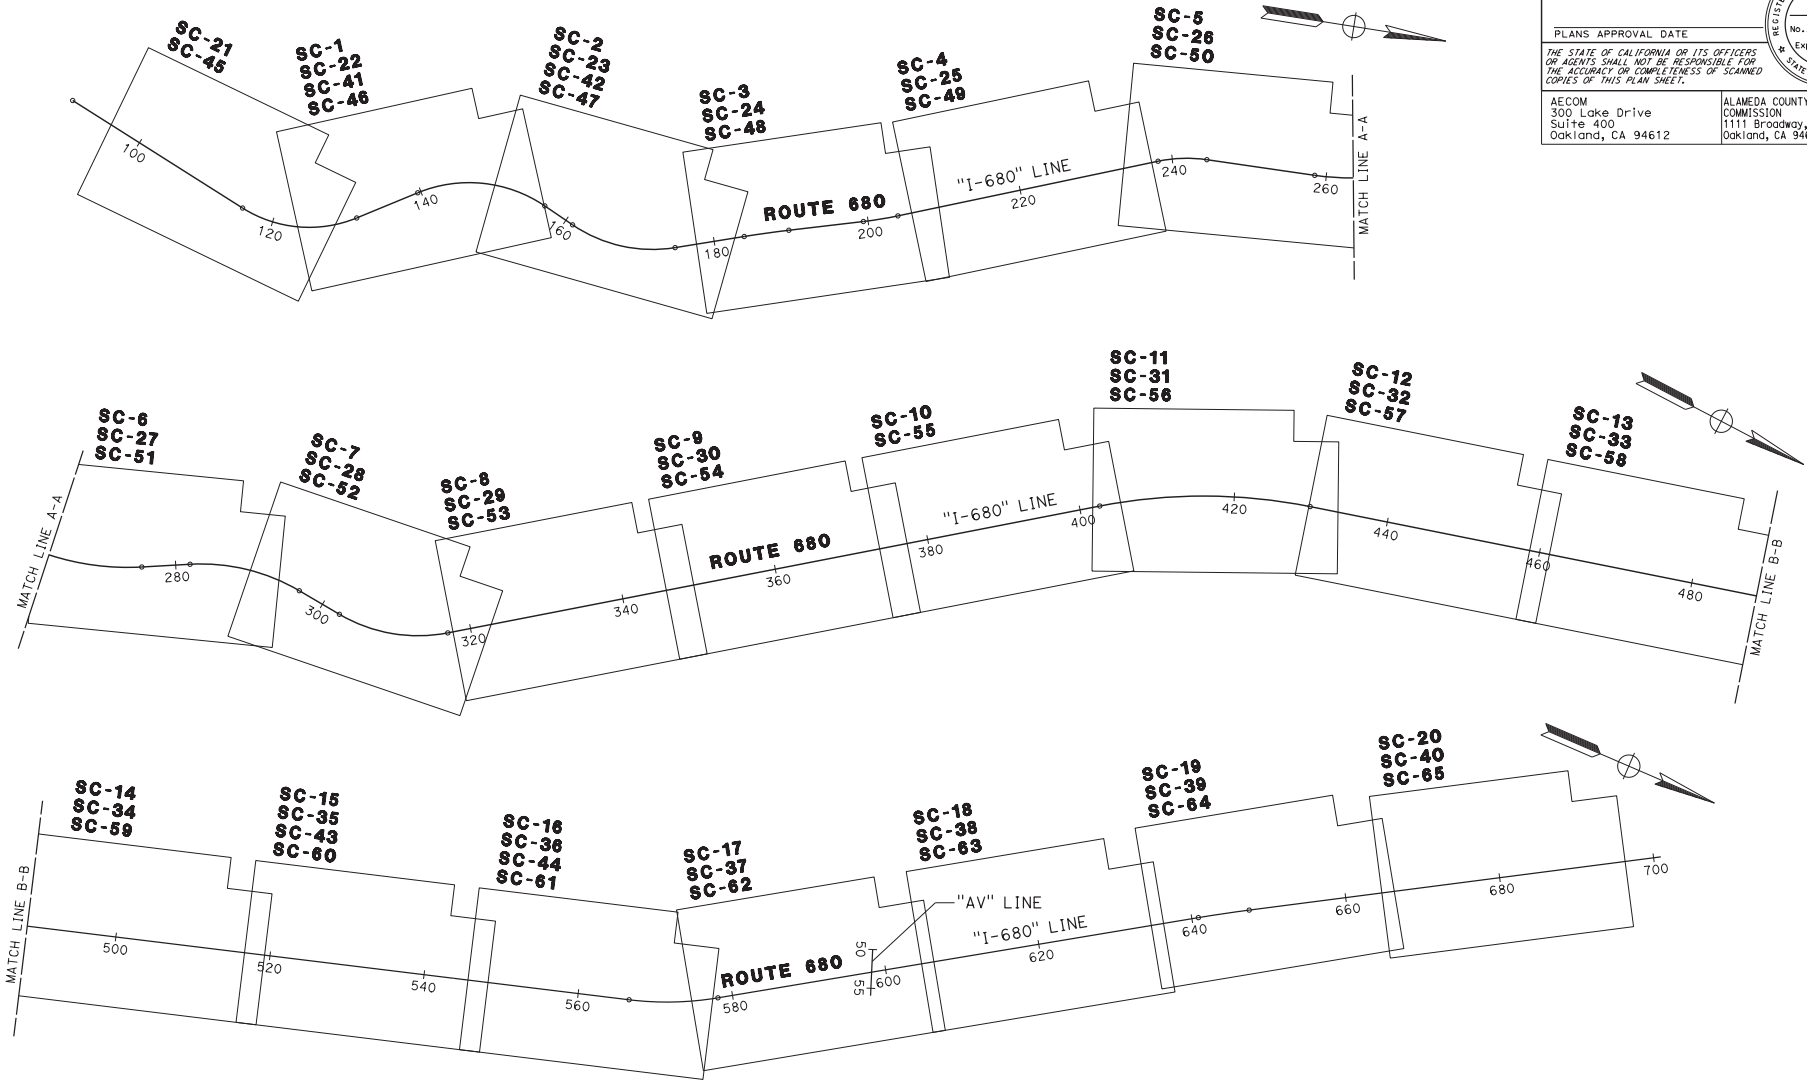 SC-21
SC-45
SC-1
SC-22
SC-41
SC-46
SC-2
SC-23
SC-42
SC-47
SC-3
SC-24
SC-48
SC-4
SC-25
SC-49
SC-5
SC-26
SC-50
100
120
140
160
180
ROUTE 680
200
"I-680" LINE
220
240
260
MATCH LINE A-A
PLANS APPROVAL DATE
THE STATE OF CALIFORNIA OR ITS OFFICERS
OR AGENTS SHALL NOT BE RESPONSIBLE FOR
THE ACCURACY OR COMPLETENESS OF SCANNED
COPIES OF THIS PLAN SHEET.
AECOM
300 Lake Drive
Suite 400
Oakland, CA 94612
ALAMEDA COUNTY
COMMISSION
1111 Broadway,
Oakland, CA
No.
STATE
SC-6
SC-27
SC-51
SC-7
SC-28
SC-52
SC-8
SC-29
SC-53
SC-9
SC-30
SC-54
SC-10
SC-55
SC-11
SC-31
SC-56
SC-12
SC-32
SC-57
SC-13
SC-33
SC-58
MATCH LINE A-A
280
300
320
340
ROUTE 680
360
380
"I-680" LINE
400
420
440
460
480
MATCH LINE B-B
SC-14
SC-34
SC-59
SC-15
SC-35
SC-43
SC-60
SC-16
SC-36
SC-44
SC-61
SC-17
SC-37
SC-62
SC-18
SC-38
SC-63
SC-19
SC-39
SC-64
SC-20
SC-40
SC-65
MATCH LINE B-B
500
520
540
560
580
ROUTE 680
50
55
600
"AV" LINE
"I-680" LINE
620
640
660
680
700